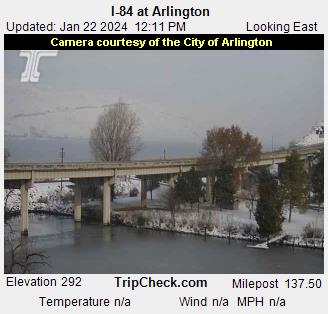 I-84 at Arlington
Updated: Jan 22 2024 12:11 PM Looking East
Camera courtesy of the City of Arlington
Elevation 292 TripCheck.com Milepost 137.50
Temperature n/a Wind n/a MPH n/a